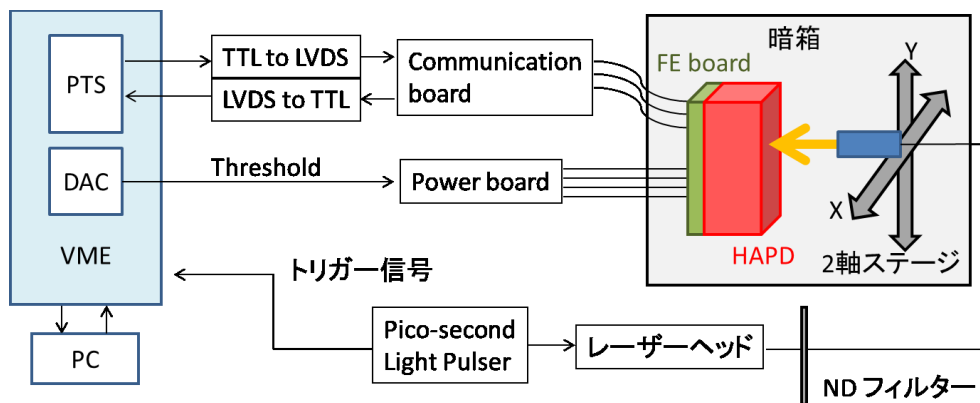 PTS
TTL to LVDS
LVDS to TTL
Communication
board
暗箱
FE board
Y
DAC
Threshold
Power board
X
VME
HAPD
2軸ステージ
トリガー信号
PC
Pico-second
Light Pulser
レーザーヘッド
ND フィルター